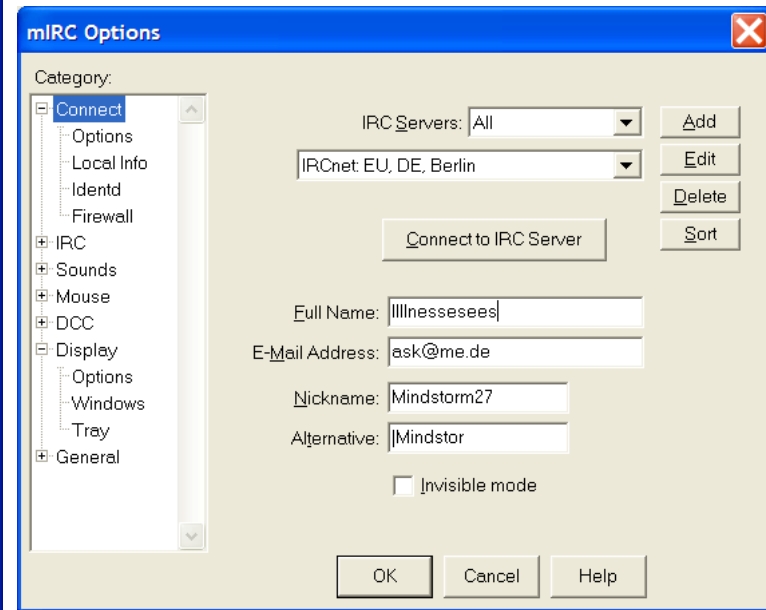 mIRC Options
Category:
Connect
Options
Local Info
Identd
Firewall
IRC
Sounds
Mouse
DCC
Display
Options
Windows
Tray
General
IRC Servers: All
Add
IRCnet: EU, DE, Berlin
Edit
Delete
Connect to IRC Server
Sort
Full Name: IIIInessesees
E-Mail Address: ask@me.de
Nickname: Mindstorm27
Alternative: |Mindstor
Invisible mode
OK
Cancel
Help